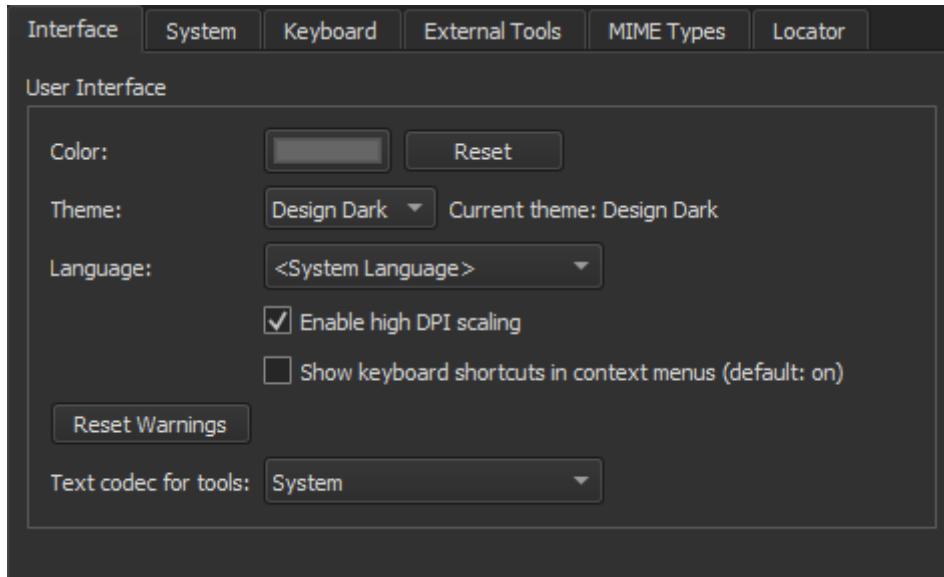 Interface System Keyboard External Tools MIME Types Locator
User Interface
Color: Reset
Theme: Design Dark Current theme: Design Dark
Language: <System Language>
Enable high DPI scaling
Show keyboard shortcuts in context menus (default: on)
Reset Warnings
Text codec for tools: System